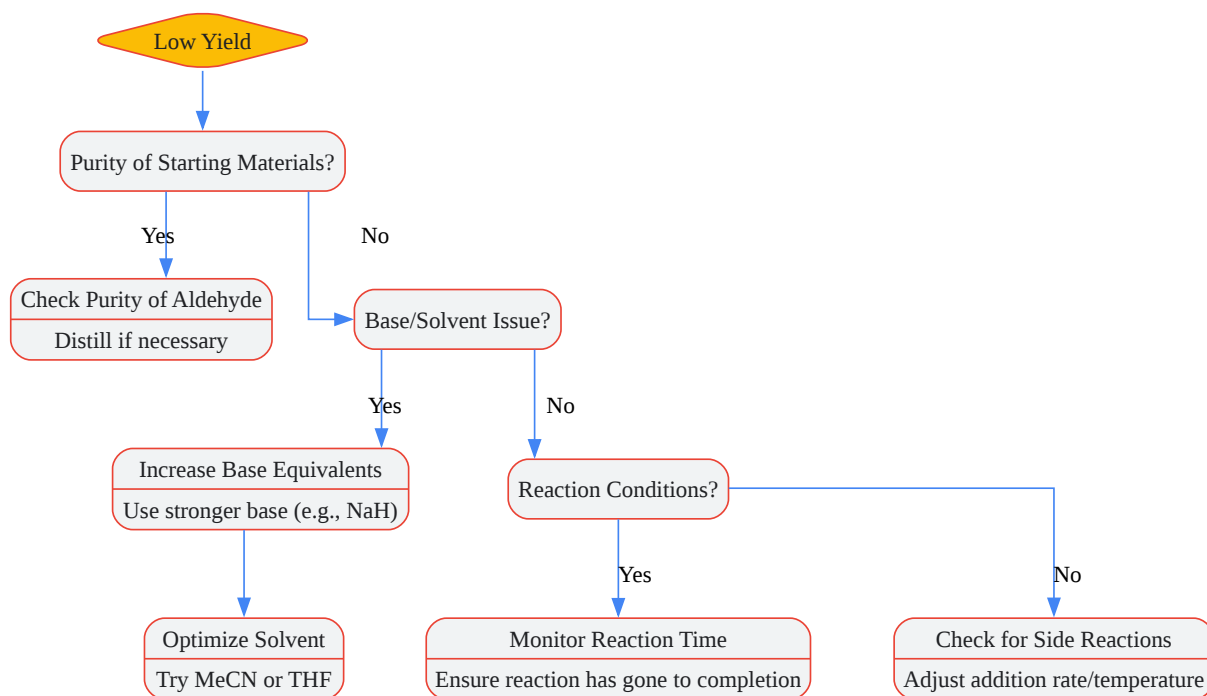 Low Yield
Purity of Starting Materials?
Yes
No
Check Purity of Aldehyde
Distill if necessary
Base/Solvent Issue?
Yes
No
Increase Base Equivalents
Use stronger base (e.g., NaH)
Reaction Conditions?
Yes
No
Optimize Solvent
Try MeCN or THF
Monitor Reaction Time
Ensure reaction has gone to completion
Check for Side Reactions
Adjust addition rate/temperature